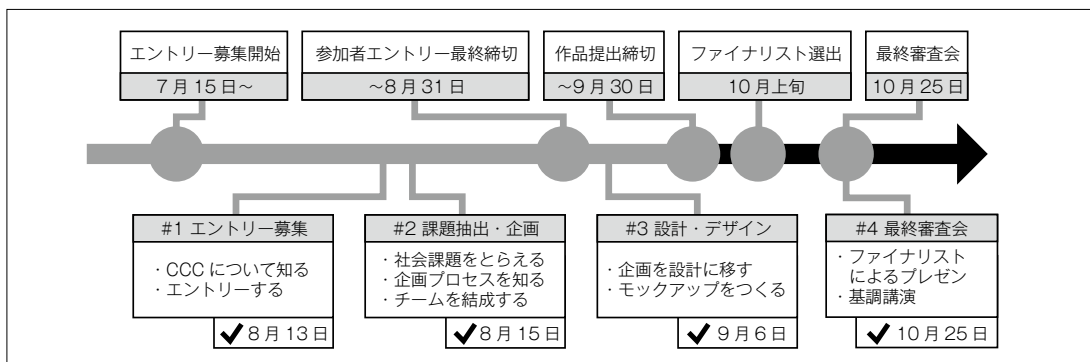 エントリー募集開始
7月15日～
参加者エントリー最終締切
～8月31日
作品提出締切
～9月30日
ファイナリスト選出
10月上旬
最終審査会
10月25日
#1 エントリー募集
・CCCについて知る
・エントリーする
8月13日
#2 課題抽出・企画
・社会課題をとらえる
・企画プロセスを知る
・チームを結成する
8月15日
#3 設計・デザイン
・企画を設計に移す
・モックアップをつくる
9月6日
#4 最終審査会
・ファイナリスト
によるプレゼン
・基調講演
10月25日